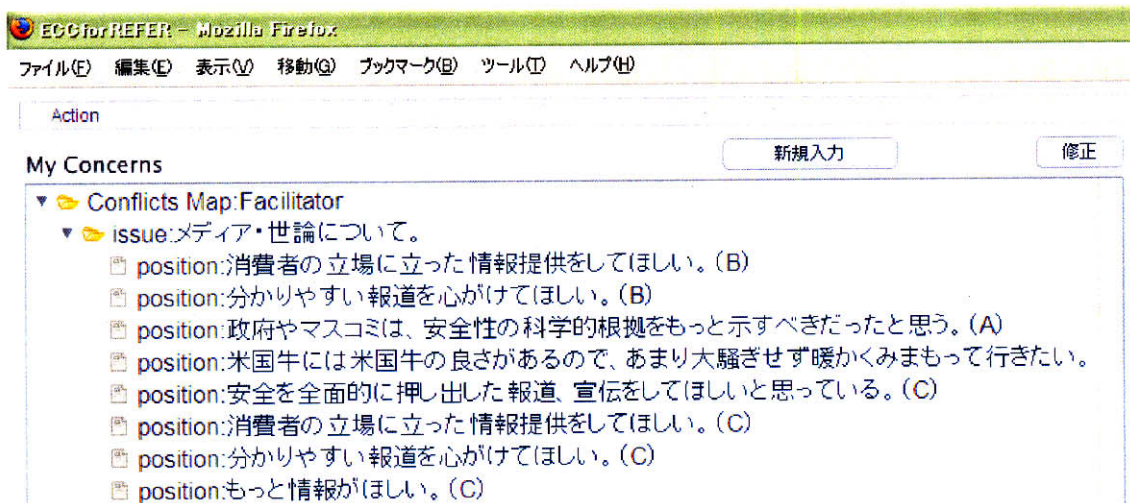 ECCforREFER - Mozilla Firefox
ファイル(F) 編集(E) 表示(V) 移動(G) ブックマーク(B) ツール(T) ヘルプ(H)
Action
My Concerns 新規入力 修正
Conflicts Map:Facilitator
issue:メディア・世論について。
position:消費者の立場に立った情報提供をしてほしい。(B)
position:分かりやすい報道を心がけてほしい。(B)
position:政府やマスコミは、安全性の科学的根拠をもっと示すべきだったと思う。(A)
position:米国牛には米国牛の良さがあるので、あまり大騒ぎせず暖かくみまもって行きたい。
position:安全を全面的に押し出した報道、宣伝をしてほしいと思っている。(C)
position:消費者の立場に立った情報提供をしてほしい。(C)
position:分かりやすい報道を心がけてほしい。(C)
position:もっと情報がほしい。(C)